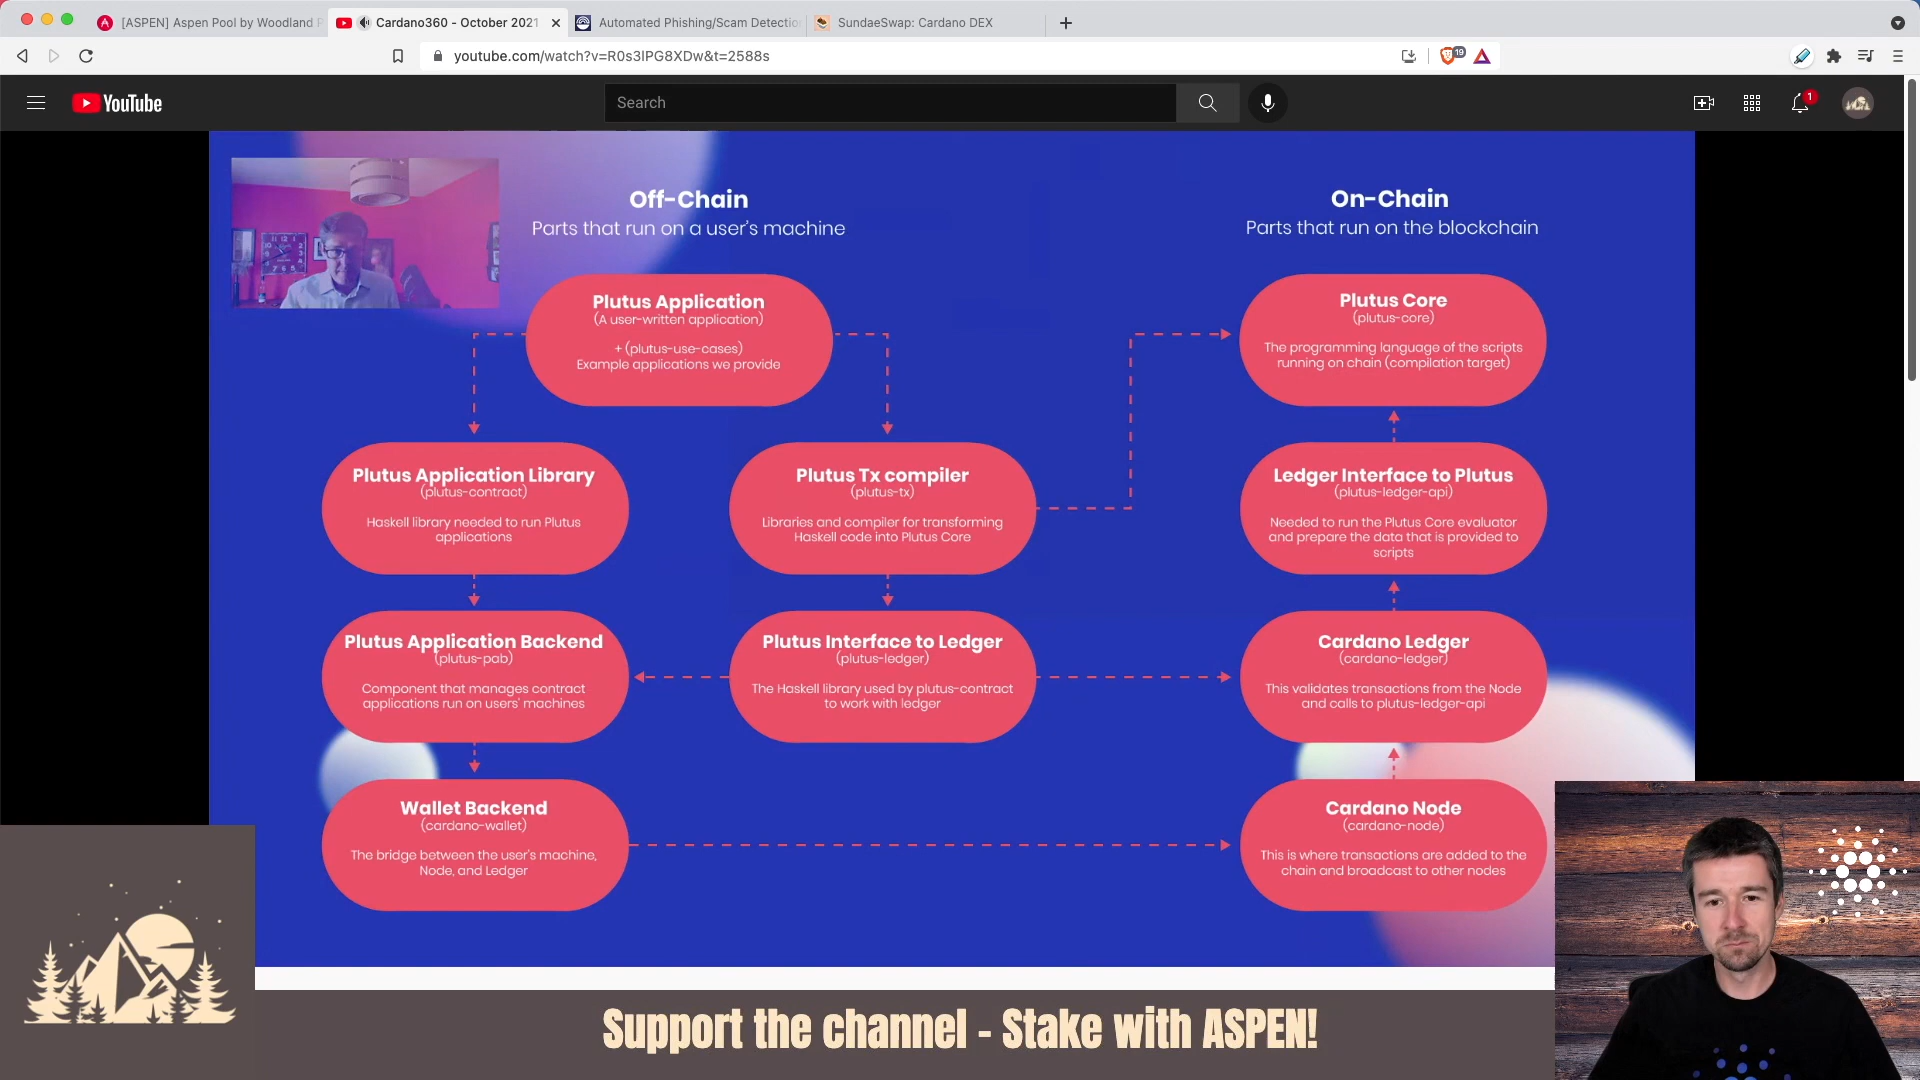 [ASPEN] Aspen Pool by Woodland P
Cardano360 - October 2021
Automated Phishing/Scam Detectio
SundaeSwap: Cardano DEX
youtube.com/watch?v=R0s3IPG8XDw&t=2588s
19
YouTube
Search
1
Off-Chain
Parts that run on a user's machine
On-Chain
Parts that run on the blockchain
Plutus Application
(A user-written application)
+ (plutus-use-cases)
Example applications we provide
Plutus Core
(plutus-core)
The programming language of the scripts
running on chain (compilation target)
Plutus Application Library
(plutus-contract)
Haskell library needed to run Plutus
applications
Plutus Tx compiler
(plutus-tx)
Libraries and compiler for transforming
Haskell code into Plutus Core
Ledger Interface to Plutus
(plutus-ledger-api)
Needed to run the Plutus Core evaluator
and prepare the data that is provided to
scripts
Plutus Application Backend
(plutus-pab)
Component that manages contract
applications run on users' machines
Plutus Interface to Ledger
(plutus-ledger)
The Haskell library used by plutus-contract
to work with ledger
Cardano Ledger
(cardano-ledger)
This validates transactions from the Node
and calls to plutus-ledger-api
Wallet Backend
(cardano-wallet)
The bridge between the user's machine,
Node, and Ledger
Cardano Node
(cardano-node)
This is where transactions are added to the
chain and broadcast to other nodes
Support the channel - Stake with ASPEN!